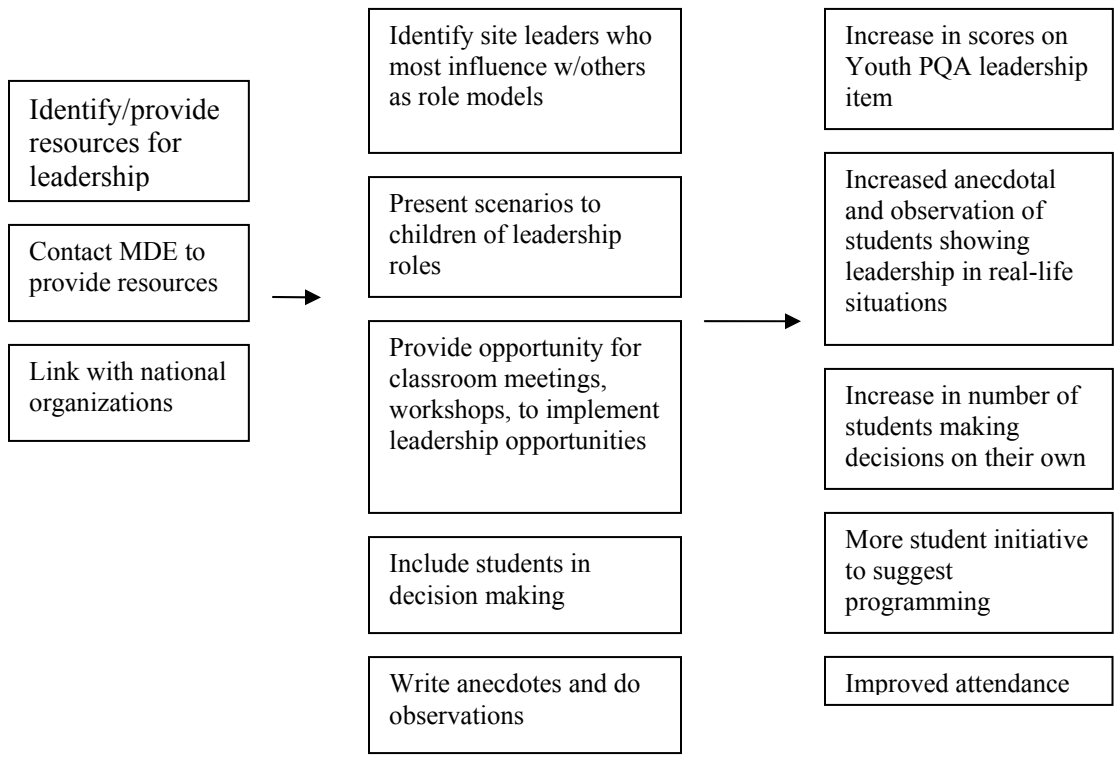 Identify/provide
resources for
leadership
Contact MDE to
provide resources
Link with national
organizations
Identify site leaders who
most influence w/others
as role models
Present scenarios to
children of leadership
roles
Provide opportunity for
classroom meetings,
workshops, to implement
leadership opportunities
Include students in
decision making
Write anecdotes and do
observations
Increase in scores on
Youth PQA leadership
item
Increased anecdotal
and observation of
students showing
leadership in real-life
situations
Increase in number of
students making
decisions on their own
More student initiative
to suggest
programming
Improved attendance